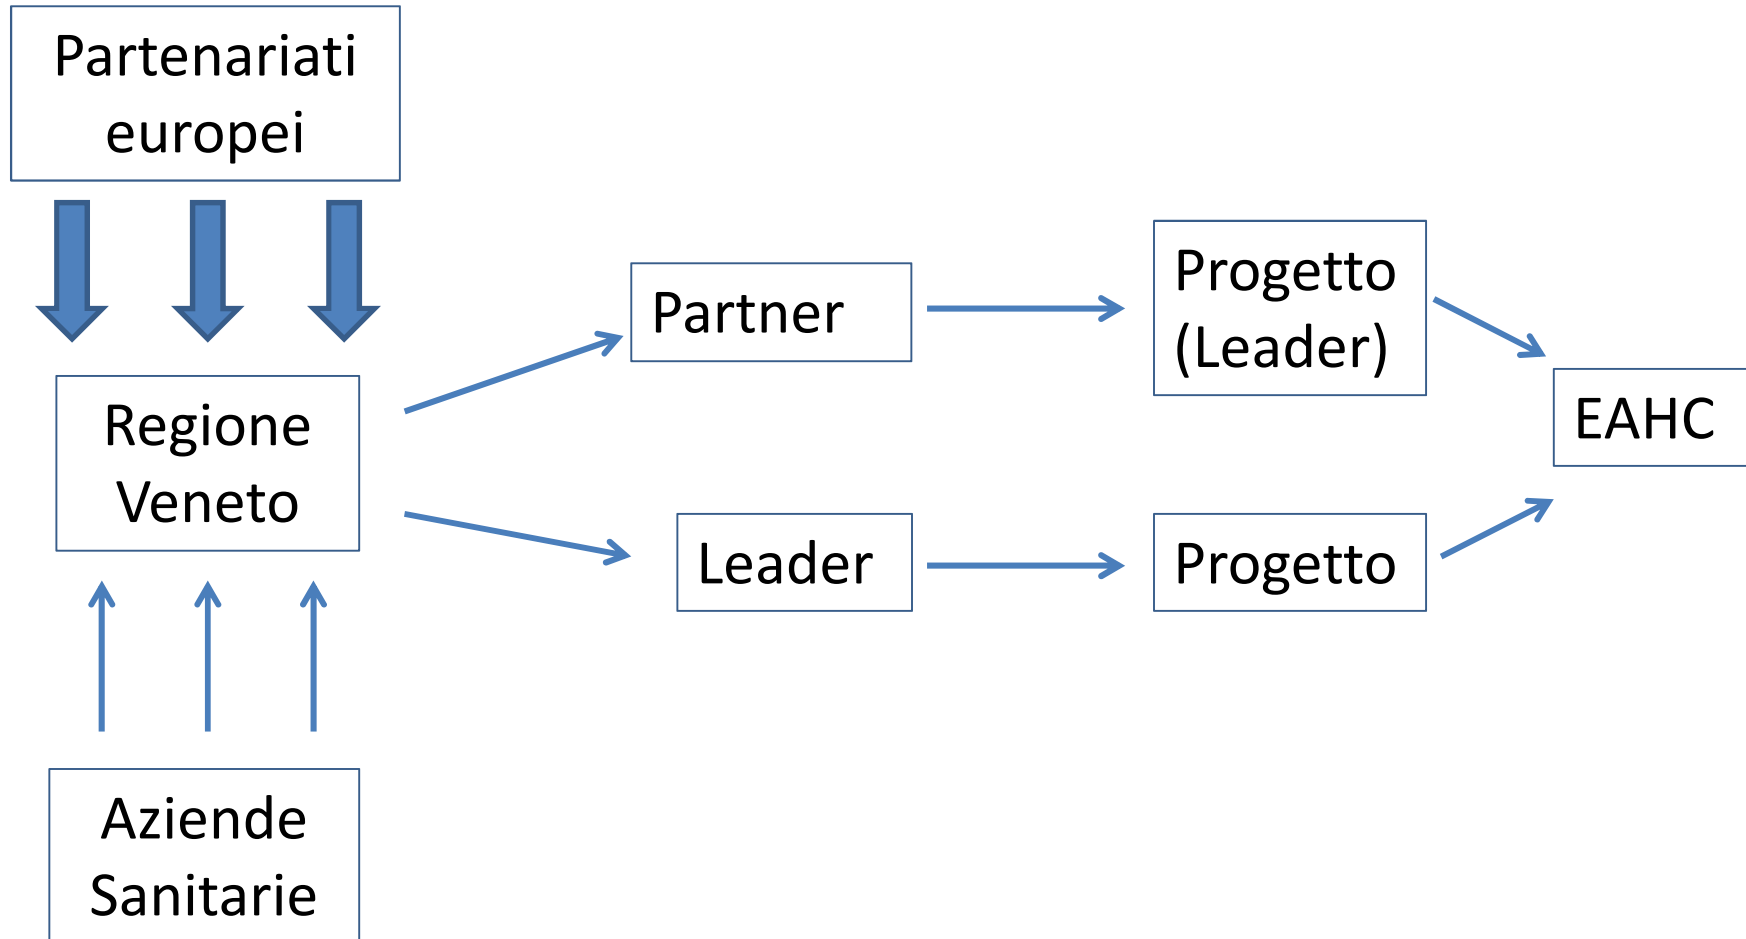 Partenariati
europei
Partner
Progetto
(Leader)
Regione
Veneto
EAHC
Leader
Progetto
Aziende
Sanitarie